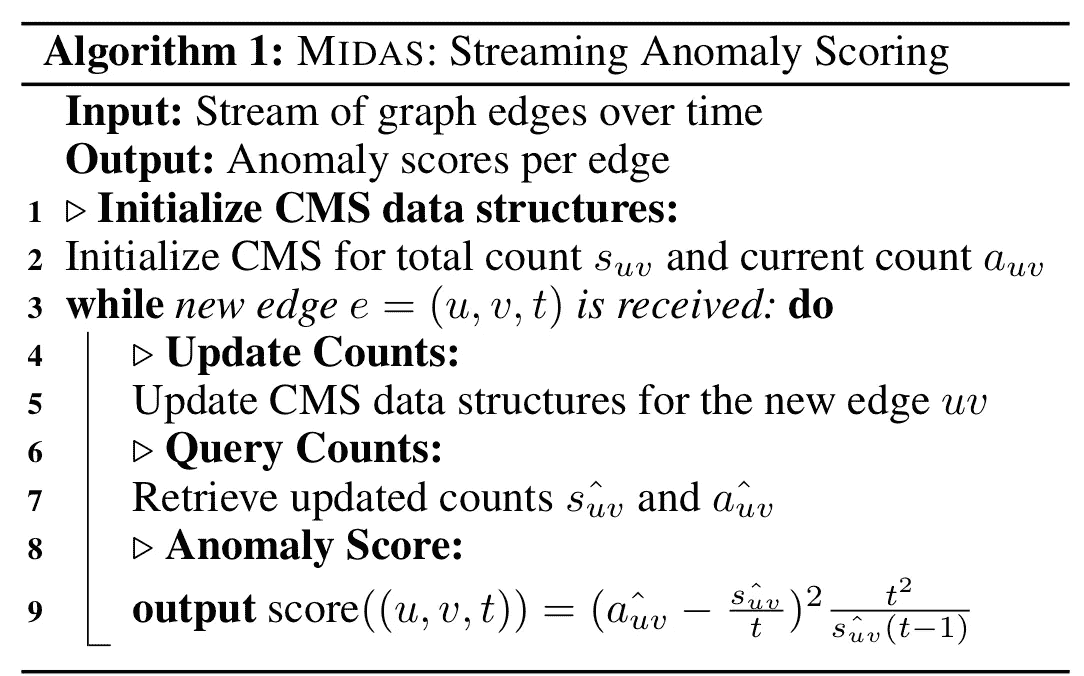 Algorithm 1: MIDAS: Streaming Anomaly Scoring
Input: Stream of graph edges over time
Output: Anomaly scores per edge
1 ▷ Initialize CMS data structures:
2 Initialize CMS for total count s_{uv} and current count a_{uv}
3 while new edge e = (u, v, t) is received: do
4 ▷ Update Counts:
5 Update CMS data structures for the new edge uv
6 ▷ Query Counts:
7 Retrieve updated counts \hat{s_{uv}} and \hat{a_{uv}}
8 ▷ Anomaly Score:
9 output score((u, v, t)) = (\hat{a_{uv}} − \frac{\hat{s_{uv}}}{t})^2 \frac{t^2}{\hat{s_{uv}}(t−1)}